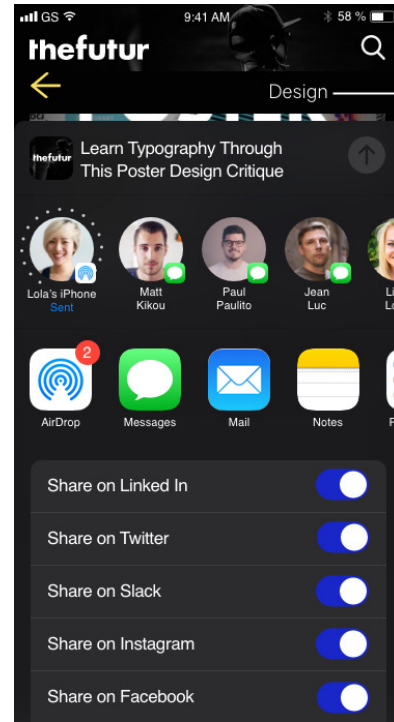 GS 9:41 AM 58 %
thefutur
Design
thefutur
Learn Typography Through
This Poster Design Critique
Lola's iPhone
Sent
Matt
Kikou
Paul
Paulito
Jean
Luc
2
AirDrop
Messages
Mail
Notes
Share on Linked In
Share on Twitter
Share on Slack
Share on Instagram
Share on Facebook